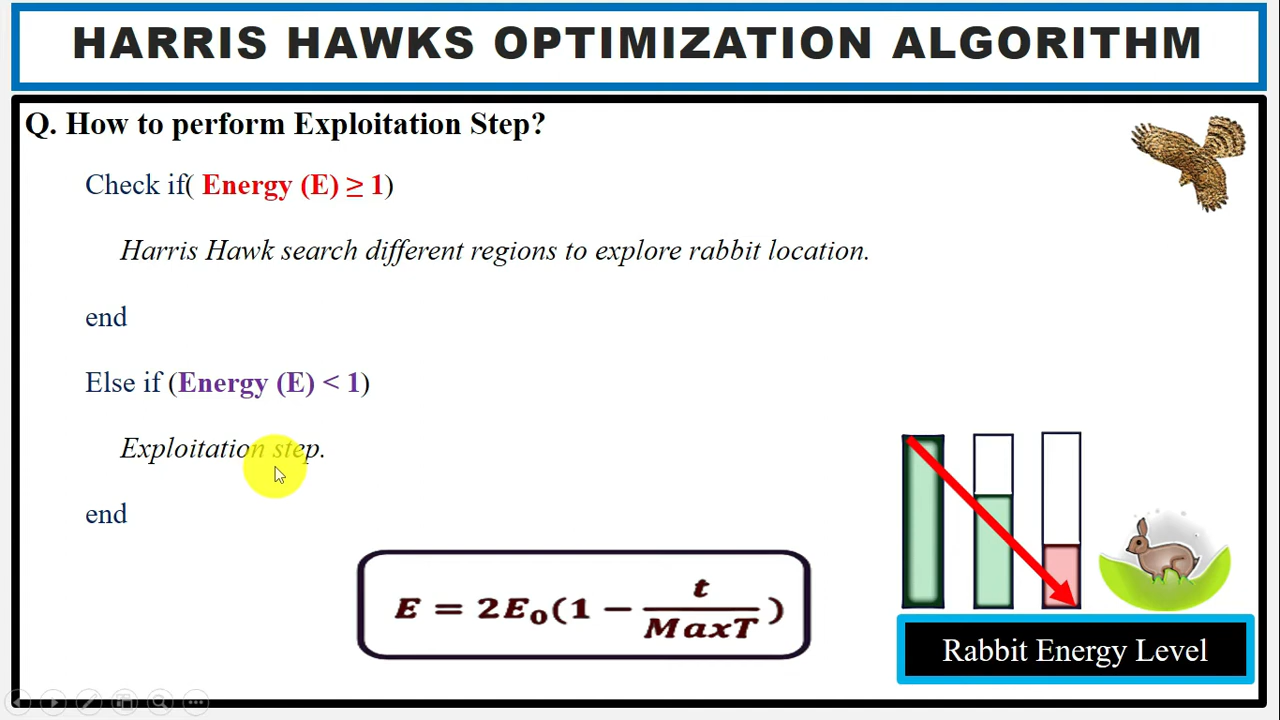 HARRIS HAWKS OPTIMIZATION ALGORITHM
Q. How to perform Exploitation Step?
Check if( Energy (E) ≥ 1)
Harris Hawk search different regions to explore rabbit location.
end
Else if (Energy (E) < 1)
Exploitation step.
end
E = 2E₀(1 − t/MaxT)
Rabbit Energy Level